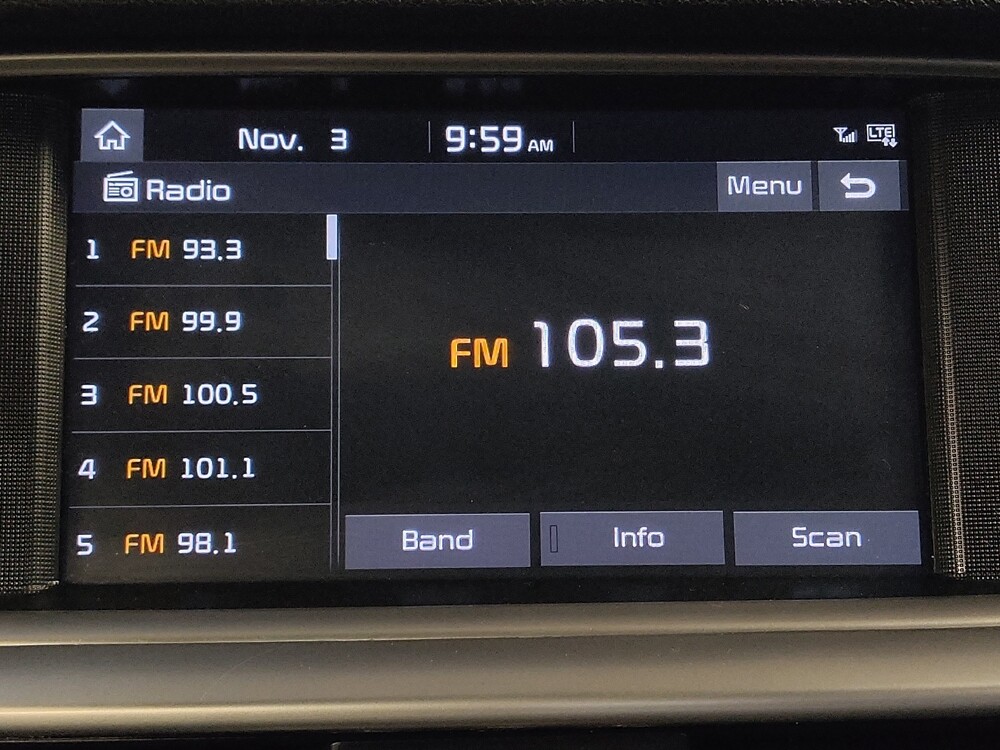 Nov. 3 9:59 AM LTE
Radio Menu
1 FM 93.3
2 FM 99.9
3 FM 100.5
4 FM 101.1
5 FM 98.1
FM 105.3
Band Info Scan